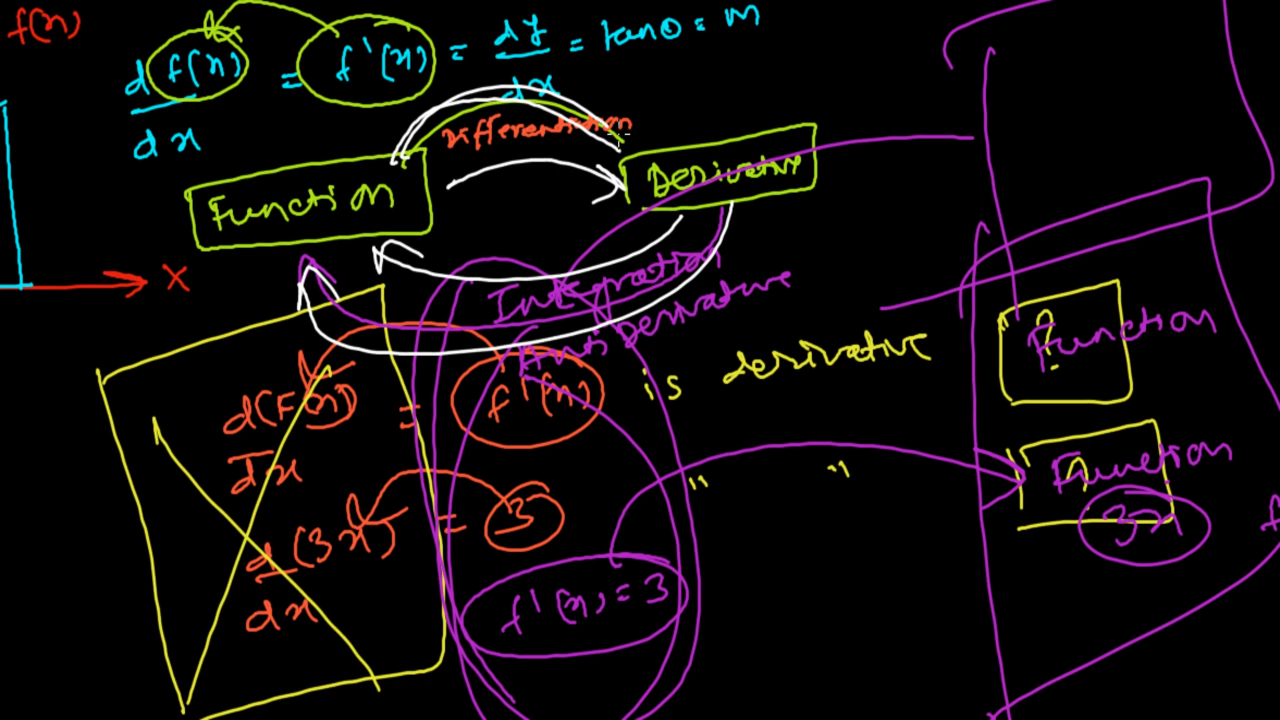 f(x)
d f(x) / dx = f'(x) = dy / dx = tan θ = m
Differentiation
Function
Derivative
X
Integration
Anti Derivative
d(F(x)) / dx = f'(x) is derivative
?
Function
" "
Function
d / dx (3x) = 3
3x
f'(x) = 3